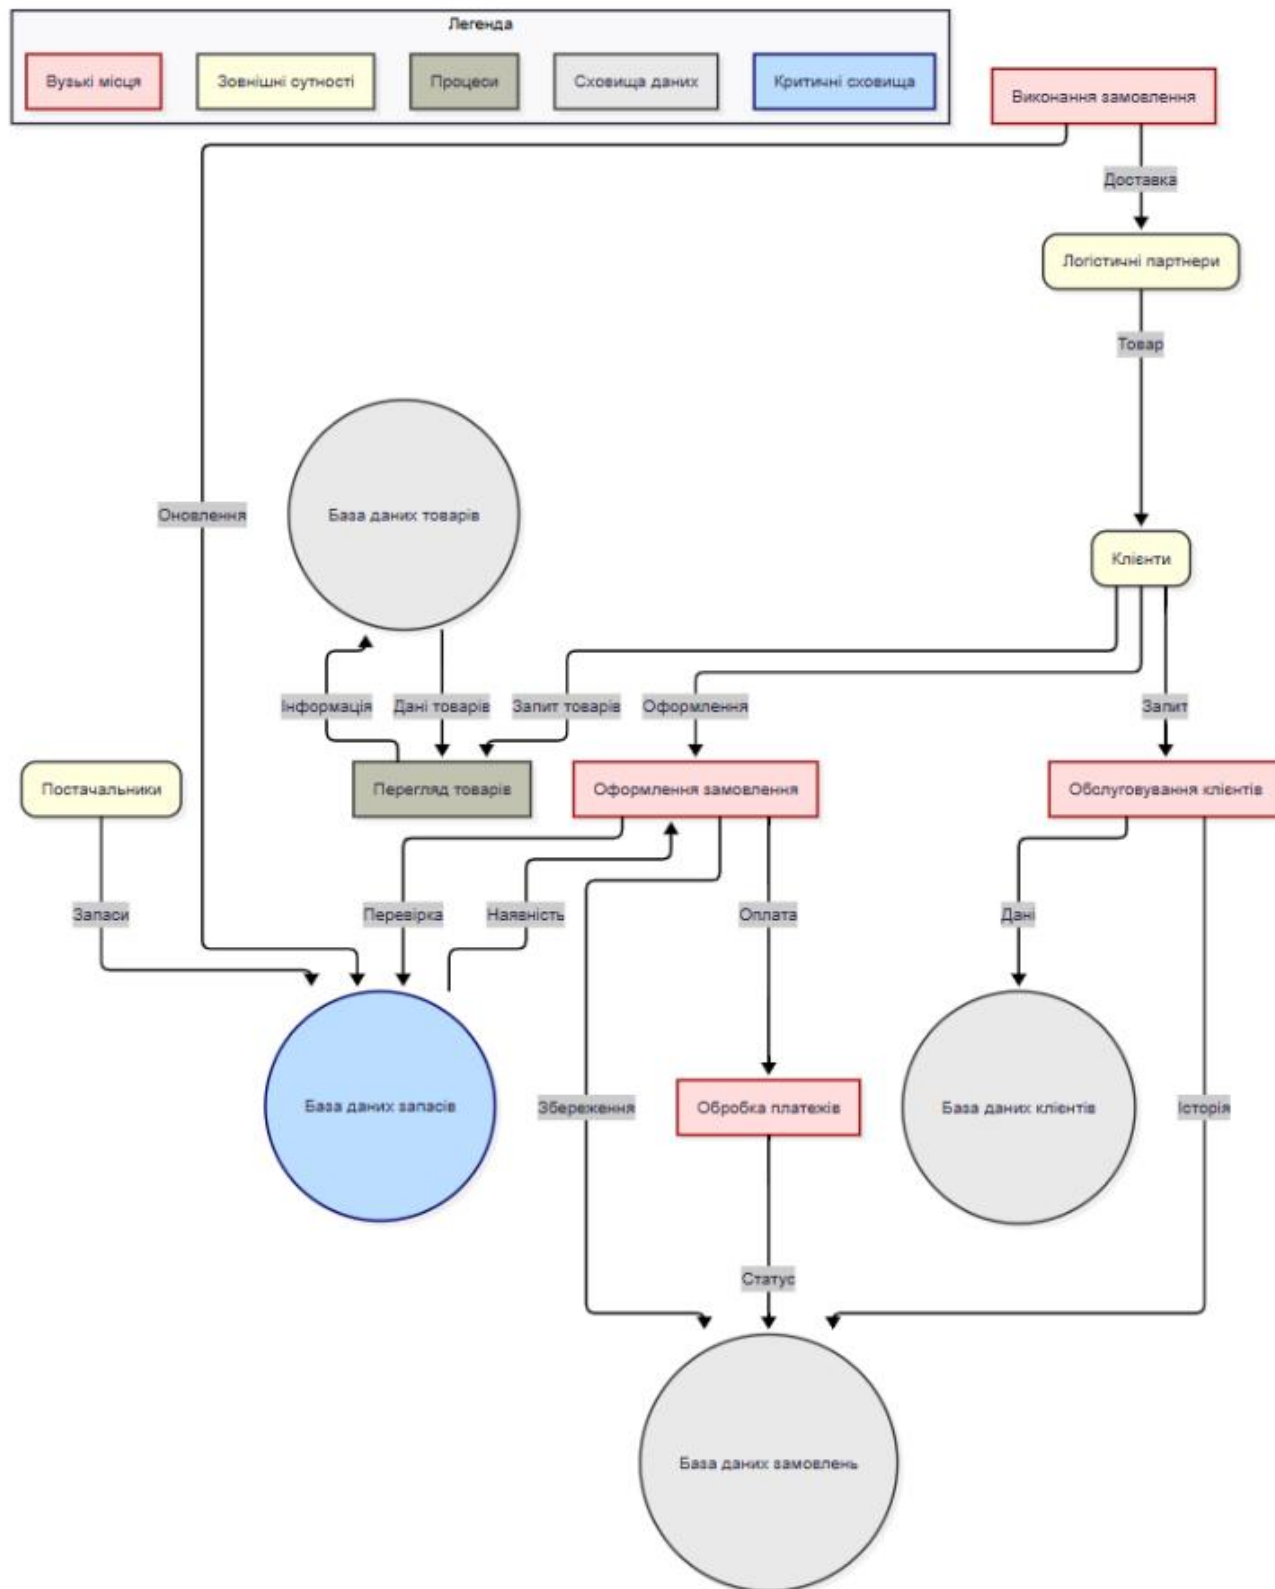 Легенда
Вузькі місця
Зовнішні сутності
Процеси
Сховища даних
Критичні сховища
Виконання замовлення
Доставка
Логістичні партнери
Товар
Оновлення
База даних товарів
Клієнти
Інформація
Дані товарів
Запит товарів
Оформлення
Запит
Постачальники
Перегляд товарів
Оформлення замовлення
Обслуговування клієнтів
Запаси
Перевірка
Наявність
Оплата
Дані
База даних запасів
Збереження
Обробка платежів
База даних клієнтів
Історія
Статус
База даних замовлень